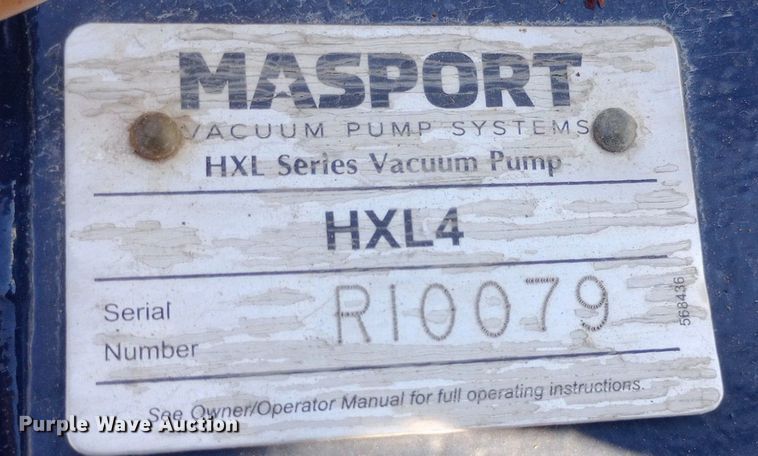 MASPORT
VACUUM PUMP SYSTEMS
HXL Series Vacuum Pump
HXL4
Serial
Number
R10079
568436
See Owner/Operator Manual for full operating instructions.
Purple Wave Auction